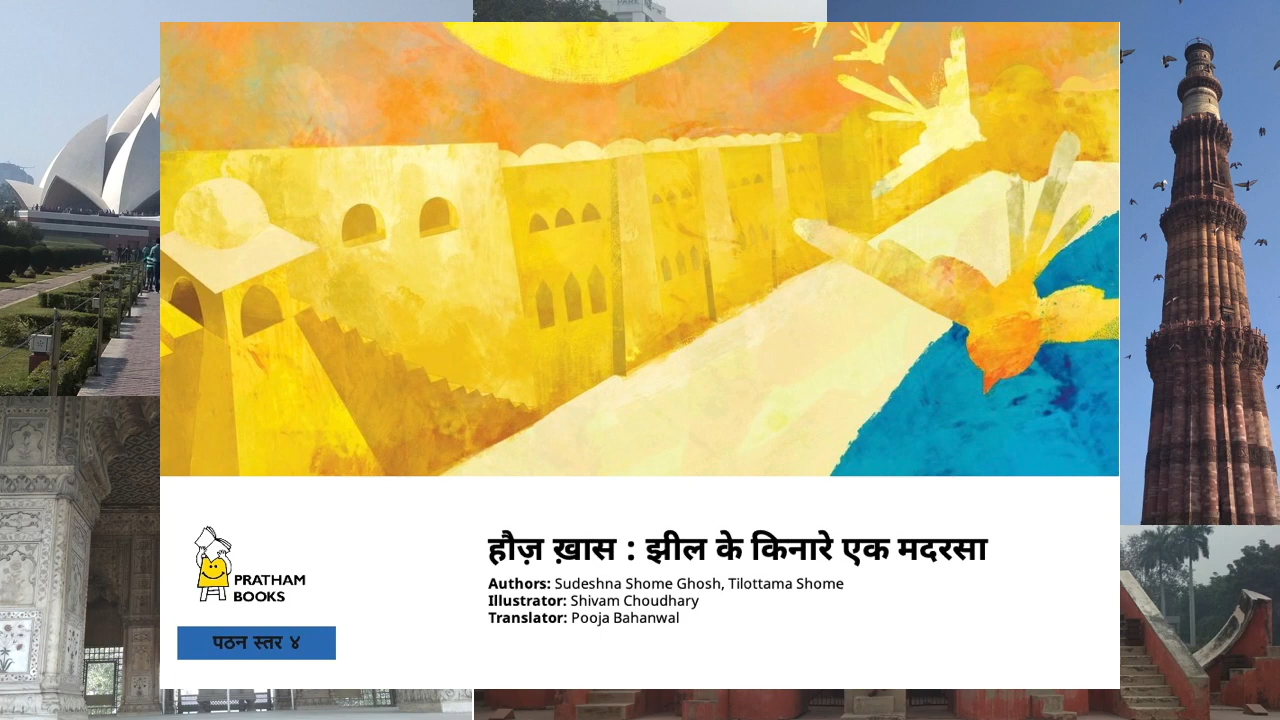 PARK
हौज़ ख़ास : झील के किनारे एक मदरसा
Authors: Sudeshna Shome Ghosh, Tilottama Shome
Illustrator: Shivam Choudhary
Translator: Pooja Bahanwal
PRATHAM
BOOKS
पठन स्तर ४